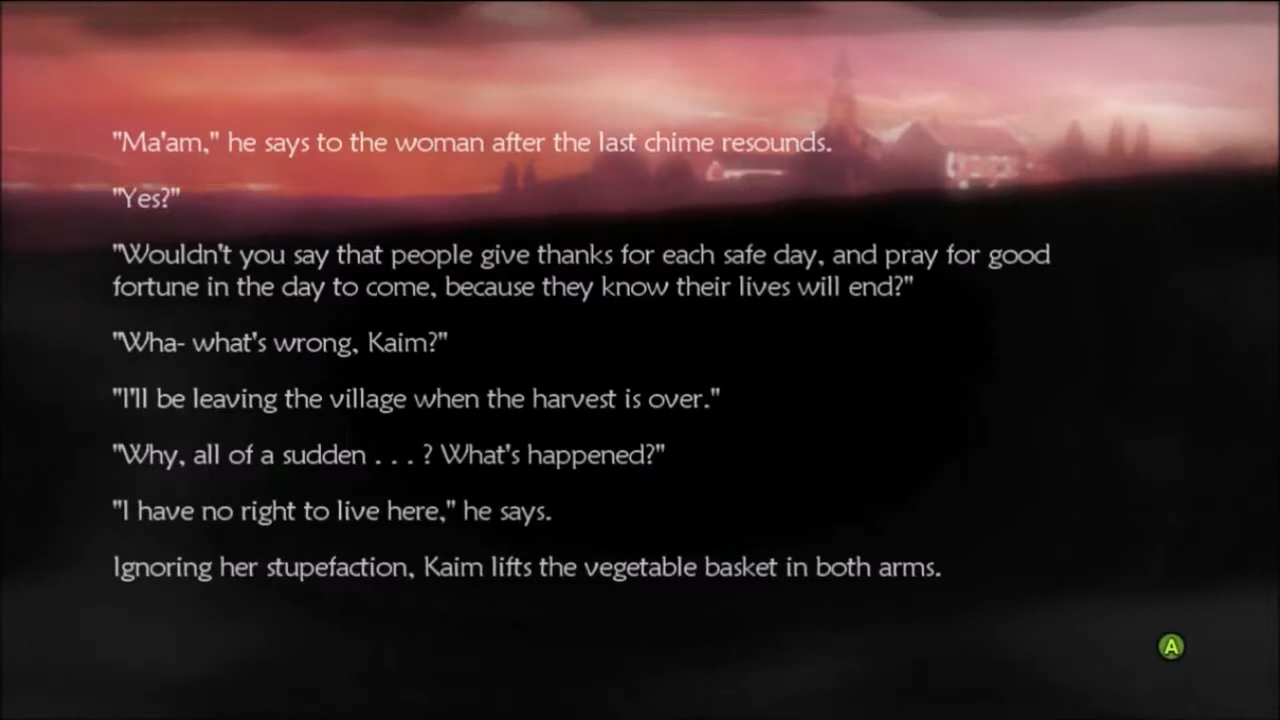 "Ma'am," he says to the woman after the last chime resounds.
"Yes?"
"Wouldn't you say that people give thanks for each safe day, and pray for good
fortune in the day to come, because they know their lives will end?"
"Wha- what's wrong, Kaim?"
"I'll be leaving the village when the harvest is over."
"Why, all of a sudden . . . ? What's happened?"
"I have no right to live here," he says.
Ignoring her stupefaction, Kaim lifts the vegetable basket in both arms.
A